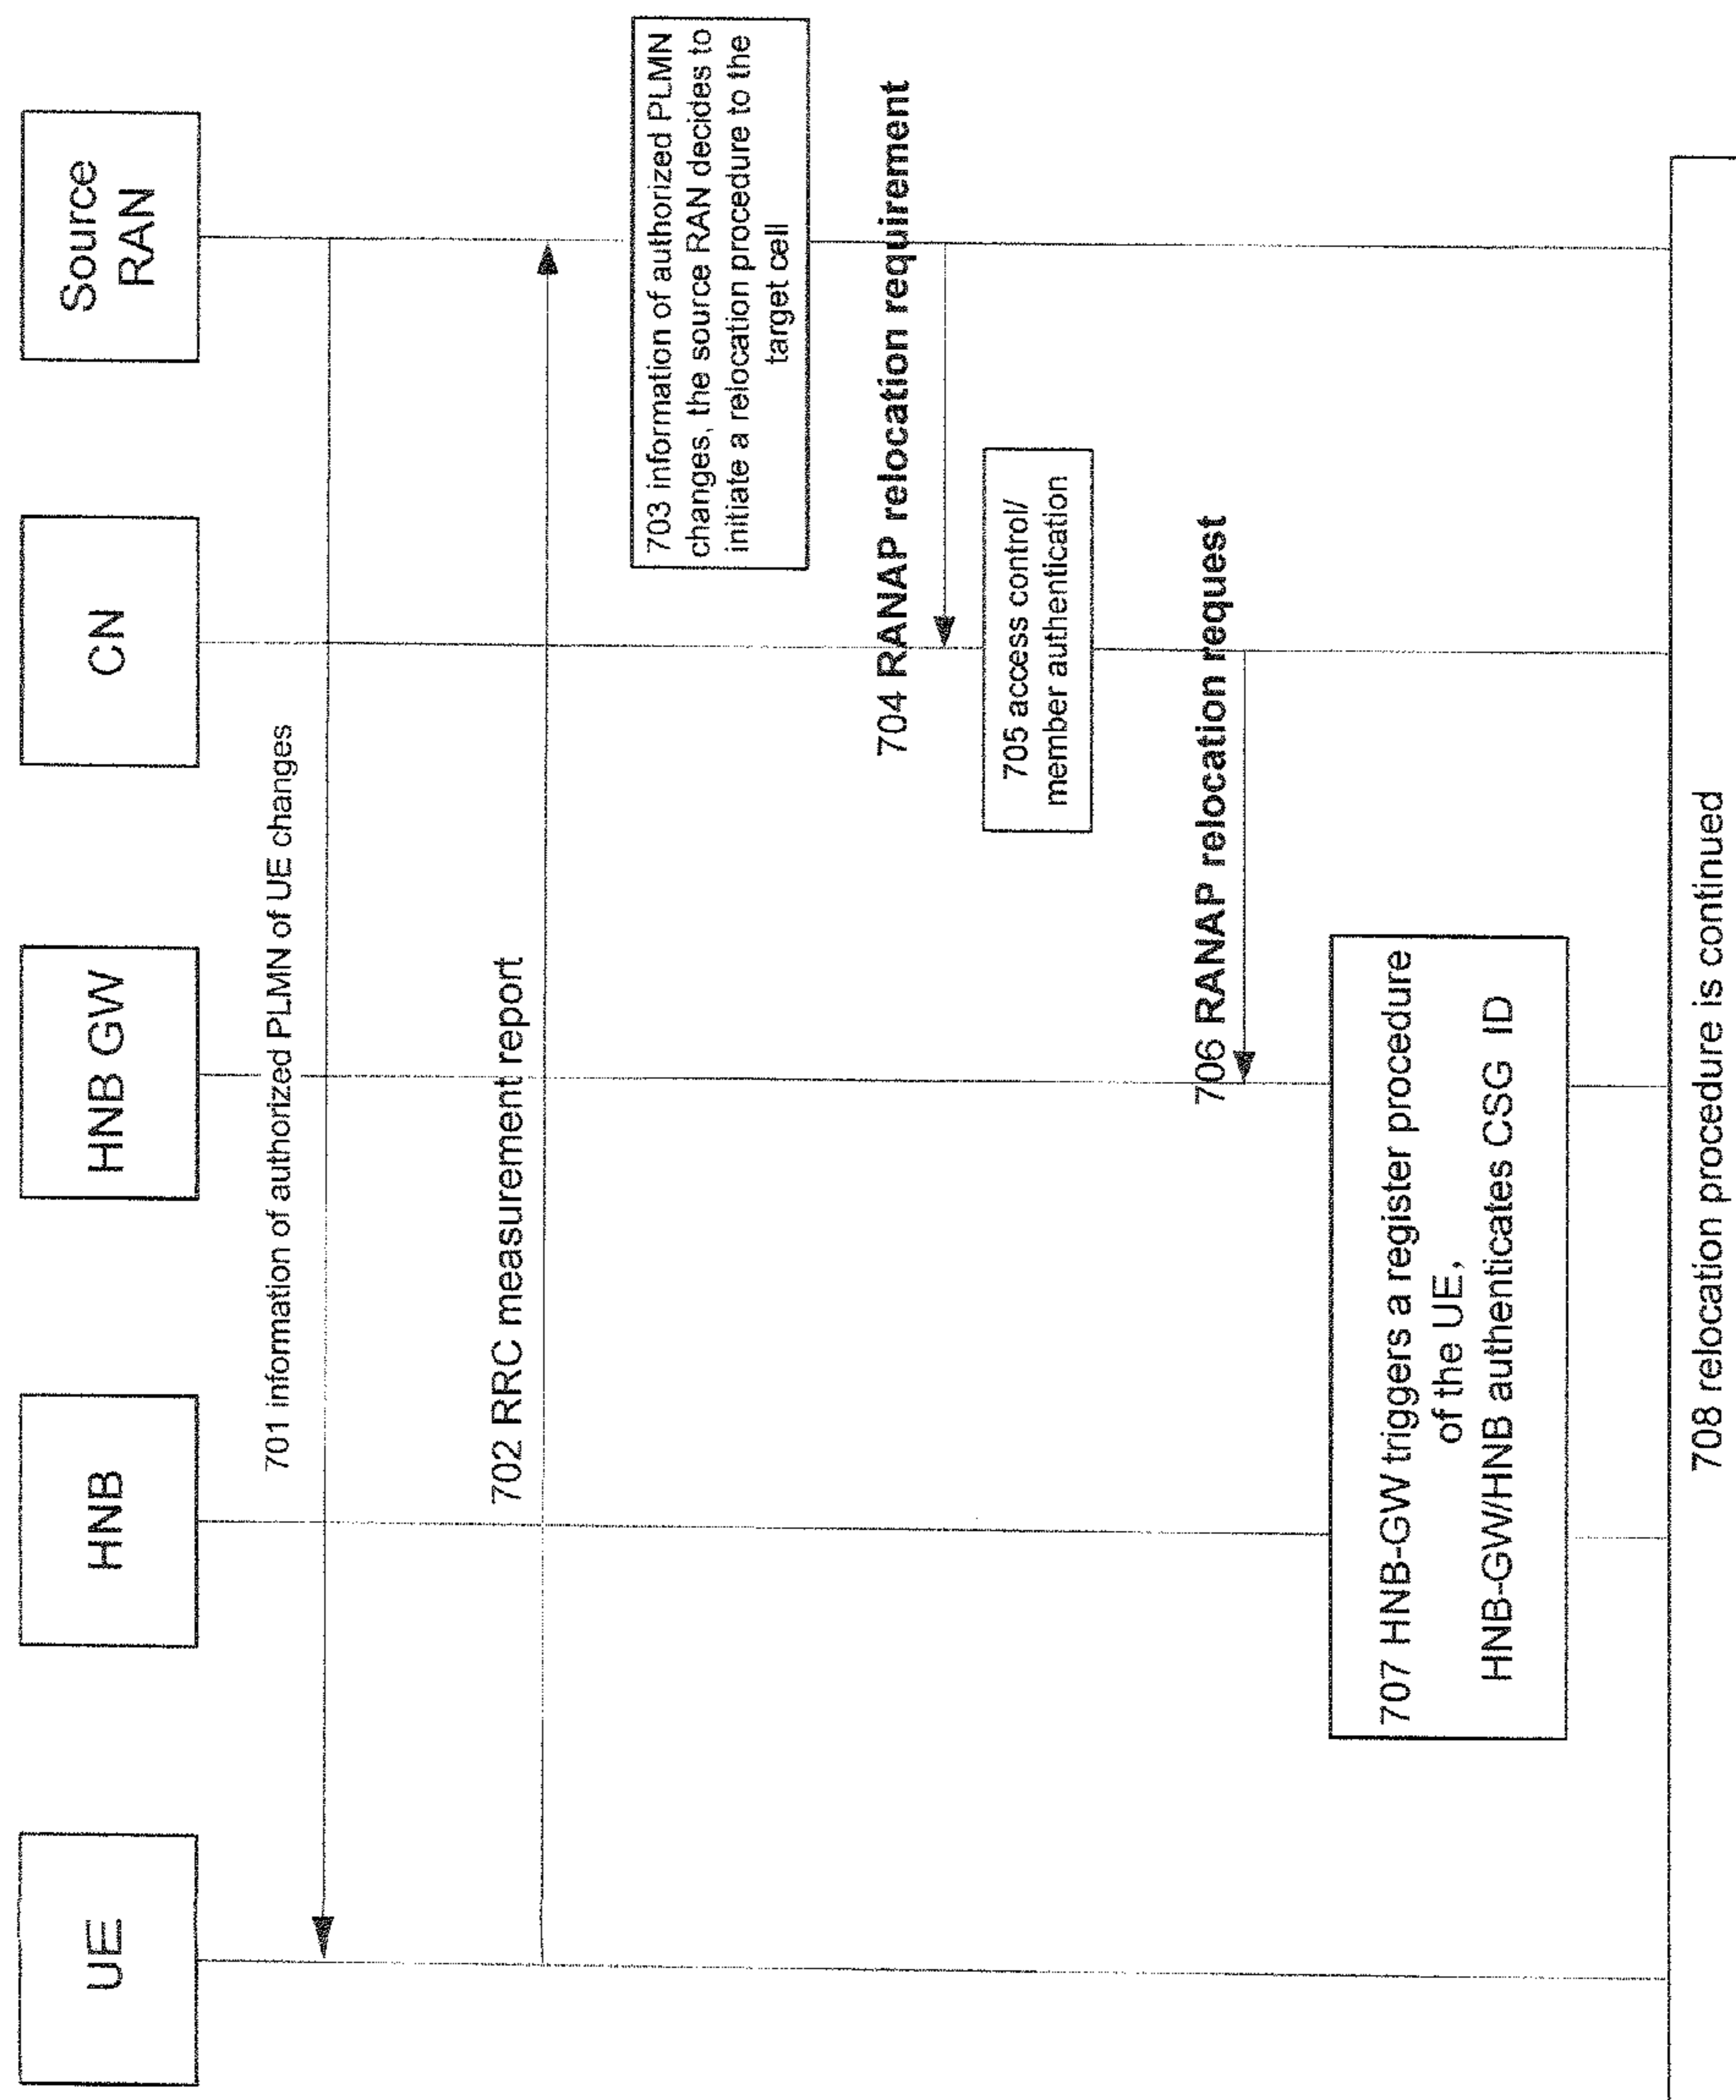 UE
HNB
HNB GW
CN
Source
RAN
701 information of authorized PLMN of UE changes
702 RRC measurement report
703 information of authorized PLMN
changes, the source RAN decides to
initiate a relocation procedure to the
target cell
704 RANAP relocation requirement
705 access control/
member authentication
706 RANAP relocation request
707 HNB-GW triggers a register procedure
of the UE,
HNB-GW/HNB authenticates CSG ID
708 relocation procedure is continued